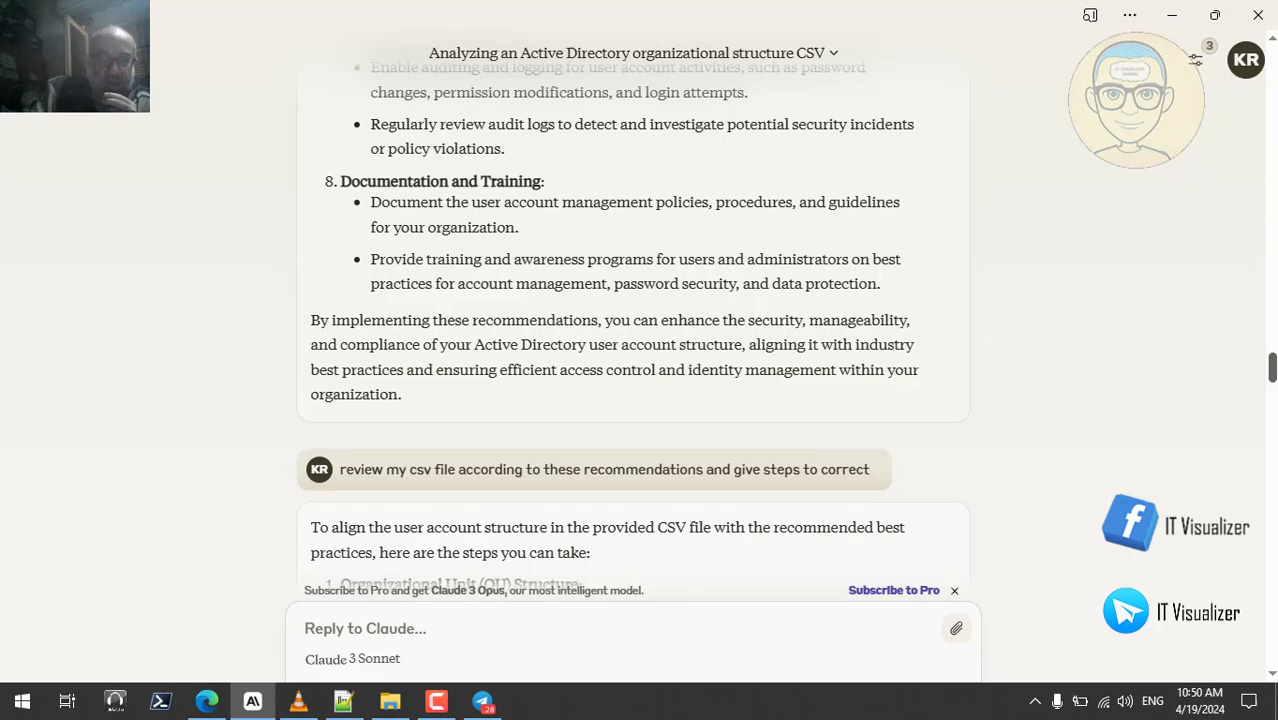 Analyzing an Active Directory organizational structure CSV
3
KR
IT VISUALIZER
Enable auditing and logging for user account activities, such as password
changes, permission modifications, and login attempts.
Regularly review audit logs to detect and investigate potential security incidents
or policy violations.
8. Documentation and Training:
Document the user account management policies, procedures, and guidelines
for your organization.
Provide training and awareness programs for users and administrators on best
practices for account management, password security, and data protection.
By implementing these recommendations, you can enhance the security, manageability,
and compliance of your Active Directory user account structure, aligning it with industry
best practices and ensuring efficient access control and identity management within your
organization.
KR review my csv file according to these recommendations and give steps to correct
To align the user account structure in the provided CSV file with the recommended best
practices, here are the steps you can take:
1. Organizational Unit (OU) Structure:
Subscribe to Pro and get Claude 3 Opus, our most intelligent model.
Subscribe to Pro
Reply to Claude...
Claude 3 Sonnet
f IT Visualizer
IT Visualizer
AI
28
ENG
10:50 AM
4/19/2024